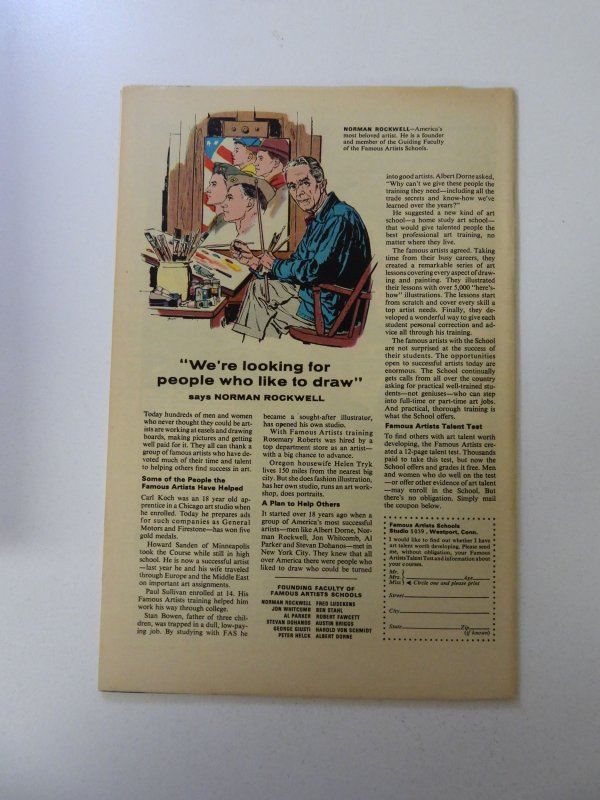 NORMAN ROCKWELL—America's
most beloved artist. He is a founder
and member of the Guiding Faculty
of the Famous Artists Schools.
"We're looking for
people who like to draw"
says NORMAN ROCKWELL
Today hundreds of men and women
who never thought they could be art-
ists are working at easels and drawing
boards, making pictures and getting
well paid for it. They all can thank a
group of famous artists who have de-
voted much of their time and talent
to helping others find success in art.
Some of the People the
Famous Artists Have Helped
Carl Koch was an 18 year old ap-
prentice in a Chicago art studio when
he enrolled. Today he prepares ads
for such companies as General
Motors and Firestone—has won five
gold medals.
Howard Sanden of Minneapolis
took the Course while still in high
school. He is now a successful artist
—last year he and his wife traveled
through Europe and the Middle East
on important art assignments.
Paul Sullivan enrolled at 14. His
Famous Artists training helped him
work his way through college.
Stan Bowen, father of three chil-
dren, was trapped in a dull, low-pay-
ing job. By studying with FAS he
became a sought-after illustrator,
has opened his own studio.
With Famous Artists training
Rosemary Roberts was hired by a
top department store as an artist—
with a big chance to advance.
Oregon housewife Helen Tryk
lives 150 miles from the nearest big
city. But she does fashion illustration,
has her own studio, runs an art work-
shop, does portraits.
A Plan to Help Others
It started over 18 years ago when a
group of America's most successful
artists—men like Albert Dorne, Nor-
man Rockwell, Jon Whitcomb, Al
Parker and Stevan Dohanos—met in
New York City. They knew that all
over America there were people who
liked to draw who could be turned
FOUNDING FACULTY OF
FAMOUS ARTISTS SCHOOLS
NORMAN ROCKWELL FRED LUDEKENS
JON WHITCOMB BEN STAHL
AL PARKER ROBERT FAWCETT
STEVAN DOHANOS AUSTIN BRIGGS
GEORGE GIUSTI HAROLD VON SCHMIDT
PETER HELCK ALBERT DORNE
into good artists. Albert Dorne asked,
"Why can't we give these people the
training they need—including all the
trade secrets and know-how we've
learned over the years?"
He suggested a new kind of art
school—a home study art school—
that would give talented people the
best professional art training, no
matter where they live.
The famous artists agreed. Taking
time from their busy careers, they
created a remarkable series of art
lessons covering every aspect of draw-
ing and painting. They illustrated
their lessons with over 5,000 "here's-
how" illustrations. The lessons start
from scratch and cover every skill a
top artist needs. Finally, they de-
veloped a wonderful way to give each
student personal correction and ad-
vice all through his training.
The famous artists with the School
are not surprised at the success of
their students. The opportunities
open to successful artists today are
enormous. The School continually
gets calls from all over the country
asking for practical well-trained stu-
dents—not geniuses—who can step
into full-time or part-time art jobs.
And practical, thorough training is
what the School offers.
Famous Artists Talent Test
To find others with art talent worth
developing, the Famous Artists cre-
ated a 12-page talent test. Thousands
paid to take this test, but now the
School offers and grades it free. Men
and women who do well on the test
—or offer other evidence of art talent
—may enroll in the School. But
there's no obligation. Simply mail
the coupon below.
Famous Artists Schools
Studio 5039, Westport, Conn.
I would like to find out whether I have
art talent worth developing. Please send
me, without obligation, your Famous
Artists Talent Test and information about
your courses.
Mr.
Mrs. Age
Miss Circle one and please print
Street
City
State Zip
(if known)